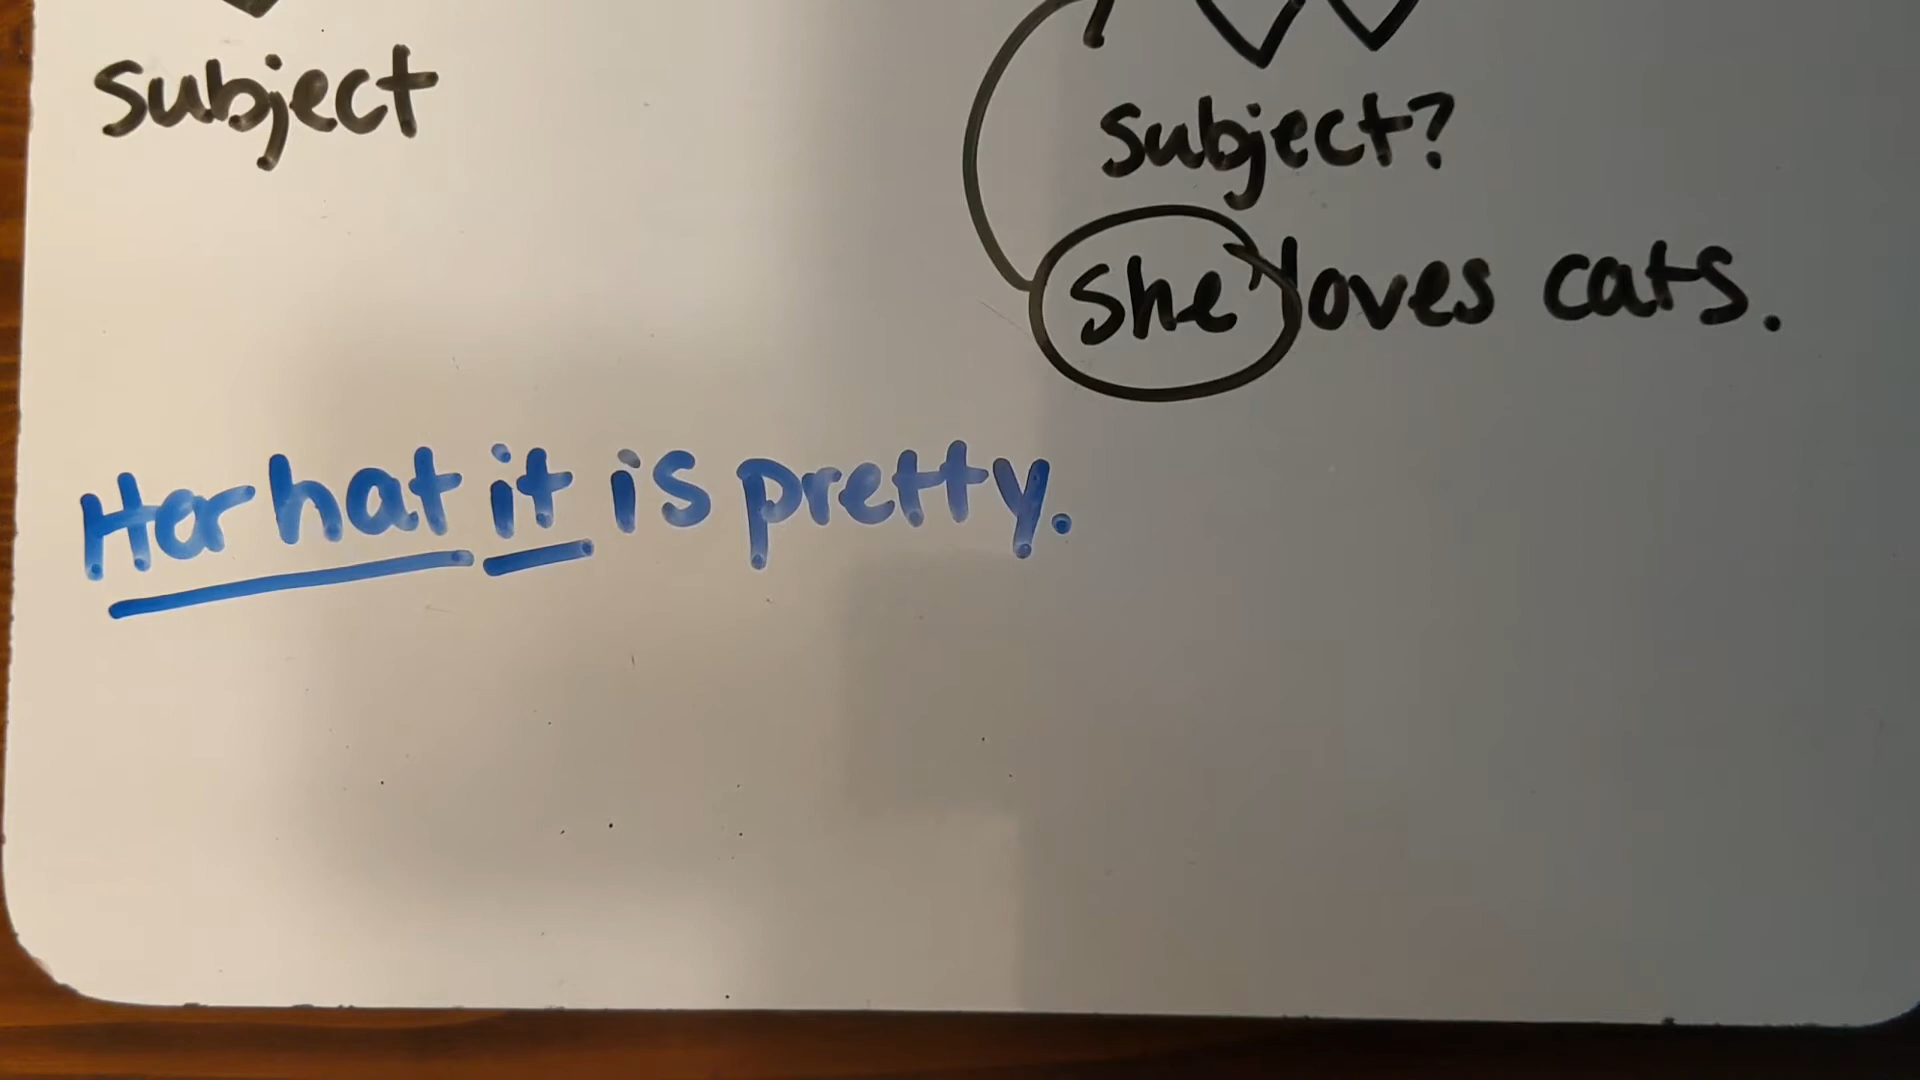 subject
subject?
she loves cats.
Her hat it is pretty.